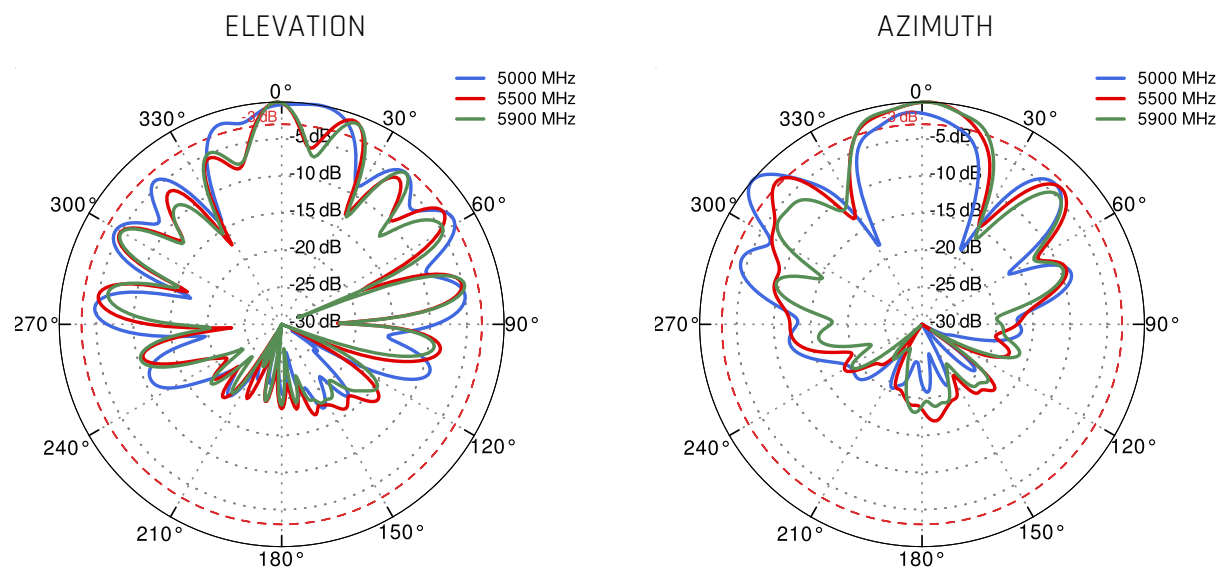 ELEVATION
5000 MHz
5500 MHz
5900 MHz
0°
330°
30°
-3 dB
-5 dB
-10 dB
300°
60°
-15 dB
-20 dB
-25 dB
270°
-30 dB
90°
240°
120°
210°
150°
180°
AZIMUTH
5000 MHz
5500 MHz
5900 MHz
0°
330°
30°
-3 dB
-5 dB
-10 dB
300°
60°
-15 dB
-20 dB
-25 dB
270°
-30 dB
90°
240°
120°
210°
150°
180°